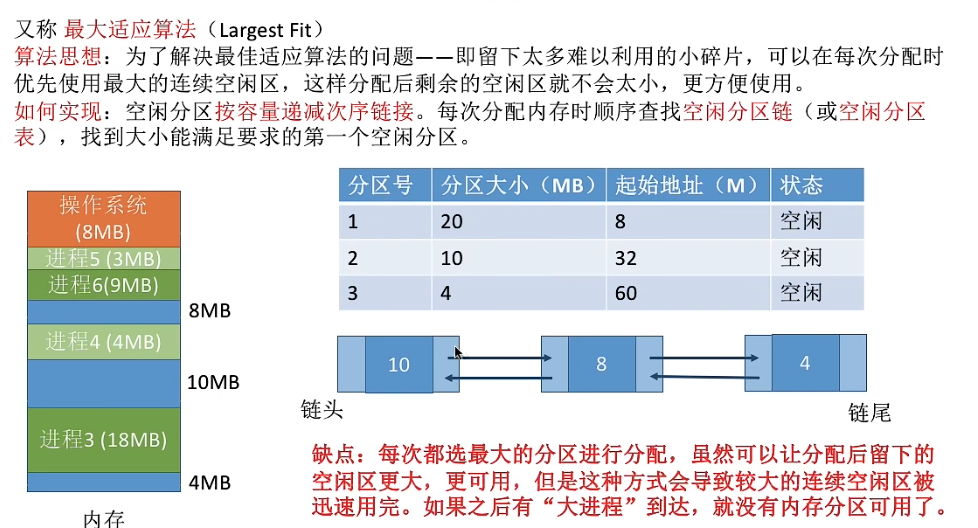 又称 最大适应算法（Largest Fit）
算法思想：为了解决最佳适应算法的问题——即留下太多难以利用的小碎片，可以在每次分配时
优先使用最大的连续空闲区，这样分配后剩余的空闲区就不会太小，更方便使用。
如何实现：空闲分区按容量递减次序链接。每次分配内存时顺序查找空闲分区链（或空闲分区
表），找到大小能满足要求的第一个空闲分区。
操作系统
(8MB)
进程5 (3MB)
进程6(9MB)
8MB
进程4 (4MB)
10MB
进程3 (18MB)
4MB
内存
分区号 分区大小（MB） 起始地址（M） 状态
1 20 8 空闲
2 10 32 空闲
3 4 60 空闲
10 8 4
链头 链尾
缺点：每次都选最大的分区进行分配，虽然可以让分配后留下的
空闲区更大，更可用，但是这种方式会导致较大的连续空闲区被
迅速用完。如果之后有“大进程”到达，就没有内存分区可用了。